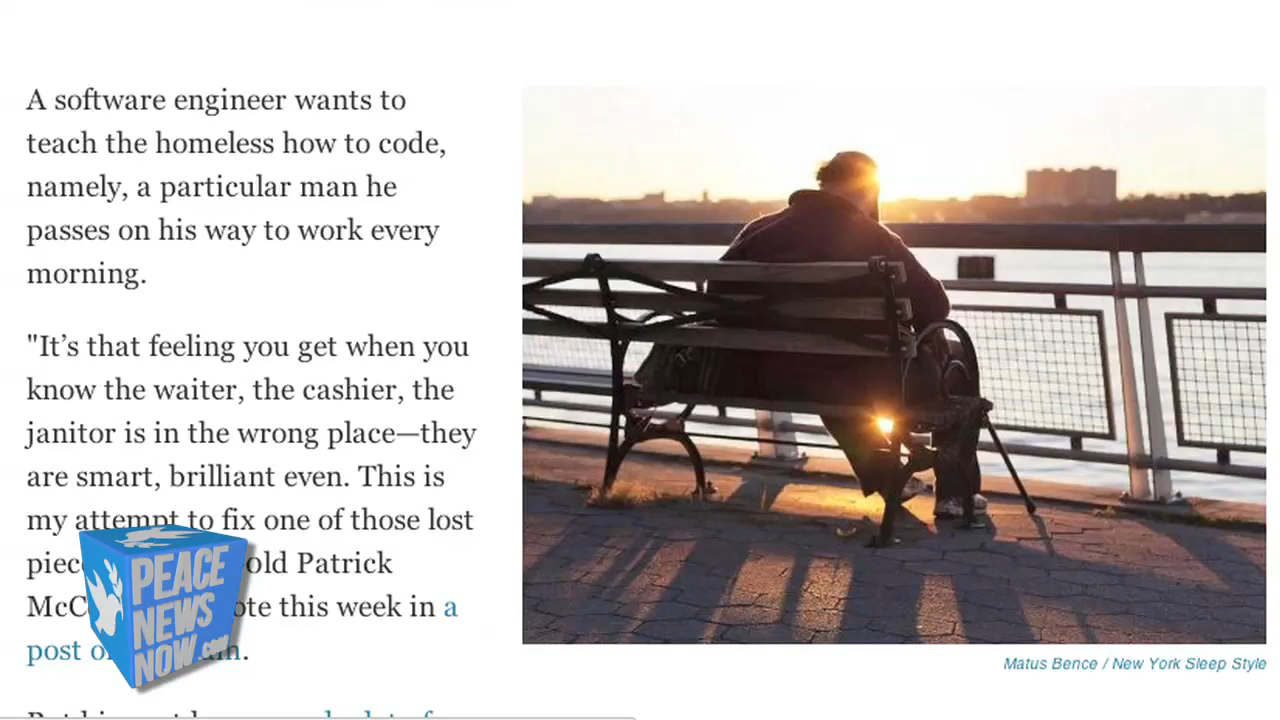 A software engineer wants to
teach the homeless how to code,
namely, a particular man he
passes on his way to work every
morning.
"It’s that feeling you get when you
know the waiter, the cashier, the
janitor is in the wrong place—they
are smart, brilliant even. This is
my attempt to fix one of those lost
old Patrick
this week in a
post
PEACE
NEWS
NOW.com
Matus Bence / New York Sleep Style